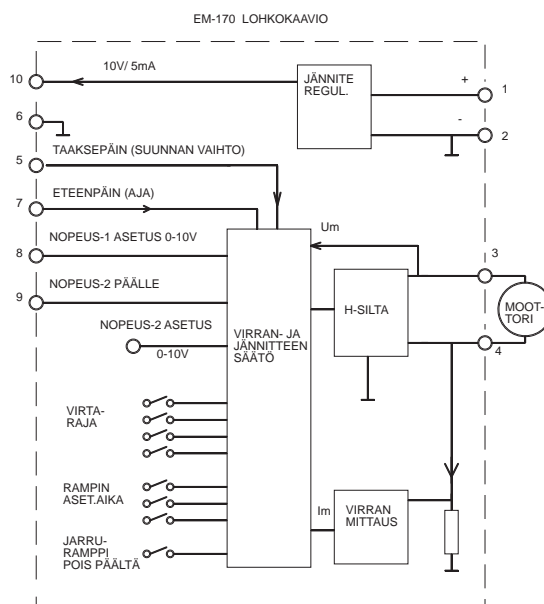 EM-170 LOHKOKAAVIO
10
10V/ 5mA
JÄNNITE
REGUL.
+
1
-
2
6
5
TAAKSEPÄIN (SUUNNAN VAIHTO)
7
ETEENPÄIN (AJA)
8
NOPEUS-1 ASETUS 0-10V
9
NOPEUS-2 PÄÄLLE
NOPEUS-2 ASETUS
0-10V
VIRRAN- JA
JÄNNITTEEN
SÄÄTÖ
Um
H-SILTA
3
MOOT-
TORI
4
VIRTA-
RAJA
RAMPIN
ASET.AIKA
JARRU-
RAMPPI
POIS PÄÄLTÄ
Im
VIRRAN
MITTAUS